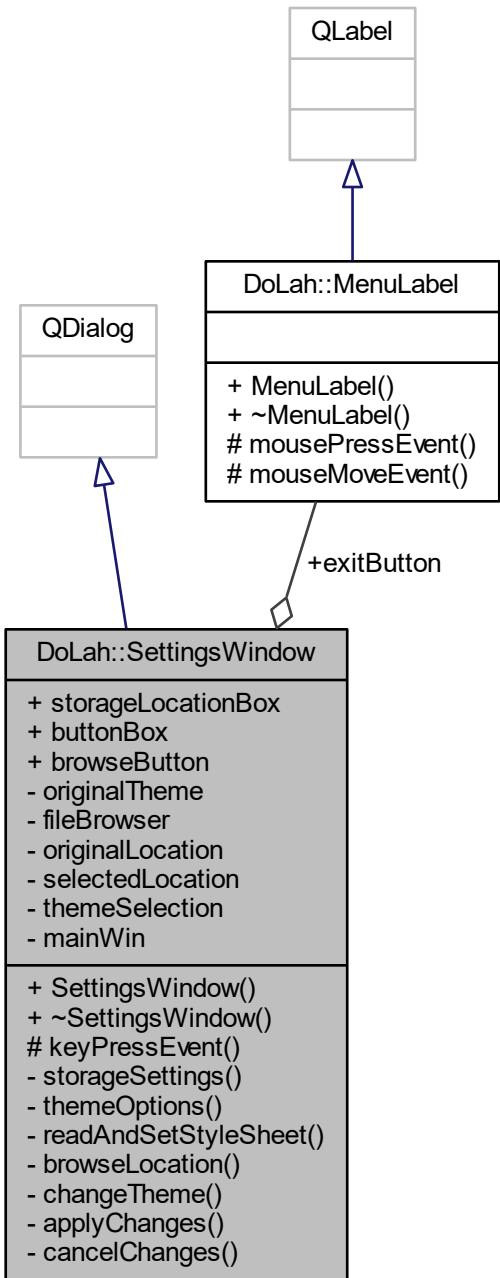 QLabel
DoLah::MenuLabel
+ MenuLabel()
+ ~MenuLabel()
# mousePressEvent()
# mouseMoveEvent()
QDialog
+exitButton
DoLah::SettingsWindow
+ storageLocationBox
+ buttonBox
+ browseButton
- originalTheme
- fileBrowser
- originalLocation
- selectedLocation
- themeSelection
- mainWin
+ SettingsWindow()
+ ~SettingsWindow()
# keyPressEvent()
- storageSettings()
- themeOptions()
- readAndSetStyleSheet()
- browseLocation()
- changeTheme()
- applyChanges()
- cancelChanges()